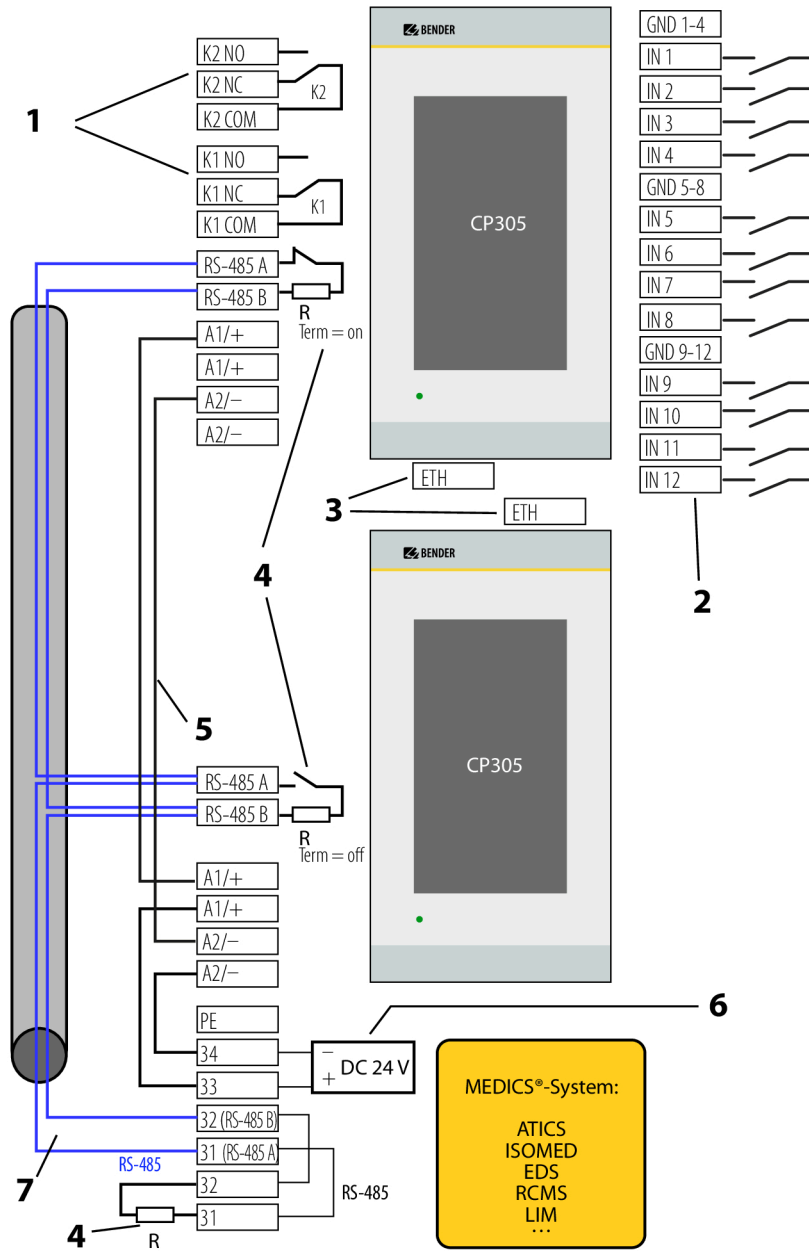 K2 NO
K2 NC
K2 COM
K2
1
K1 NO
K1 NC
K1 COM
K1
RS-485 A
RS-485 B
R
Term = on
A1/+
A1/+
A2/−
A2/−
BENDER
CP305
GND 1-4
IN 1
IN 2
IN 3
IN 4
GND 5-8
IN 5
IN 6
IN 7
IN 8
GND 9-12
IN 9
IN 10
IN 11
IN 12
2
ETH
3
ETH
4
5
BENDER
CP305
RS-485 A
RS-485 B
R
Term = off
A1/+
A1/+
A2/−
A2/−
PE
34
33
− DC 24 V
+
6
32 (RS-485 B)
31 (RS-485 A)
32
31
RS-485
RS-485
7
4
R
MEDICS®-System:
ATICS
ISOMED
EDS
RCMS
LIM
...